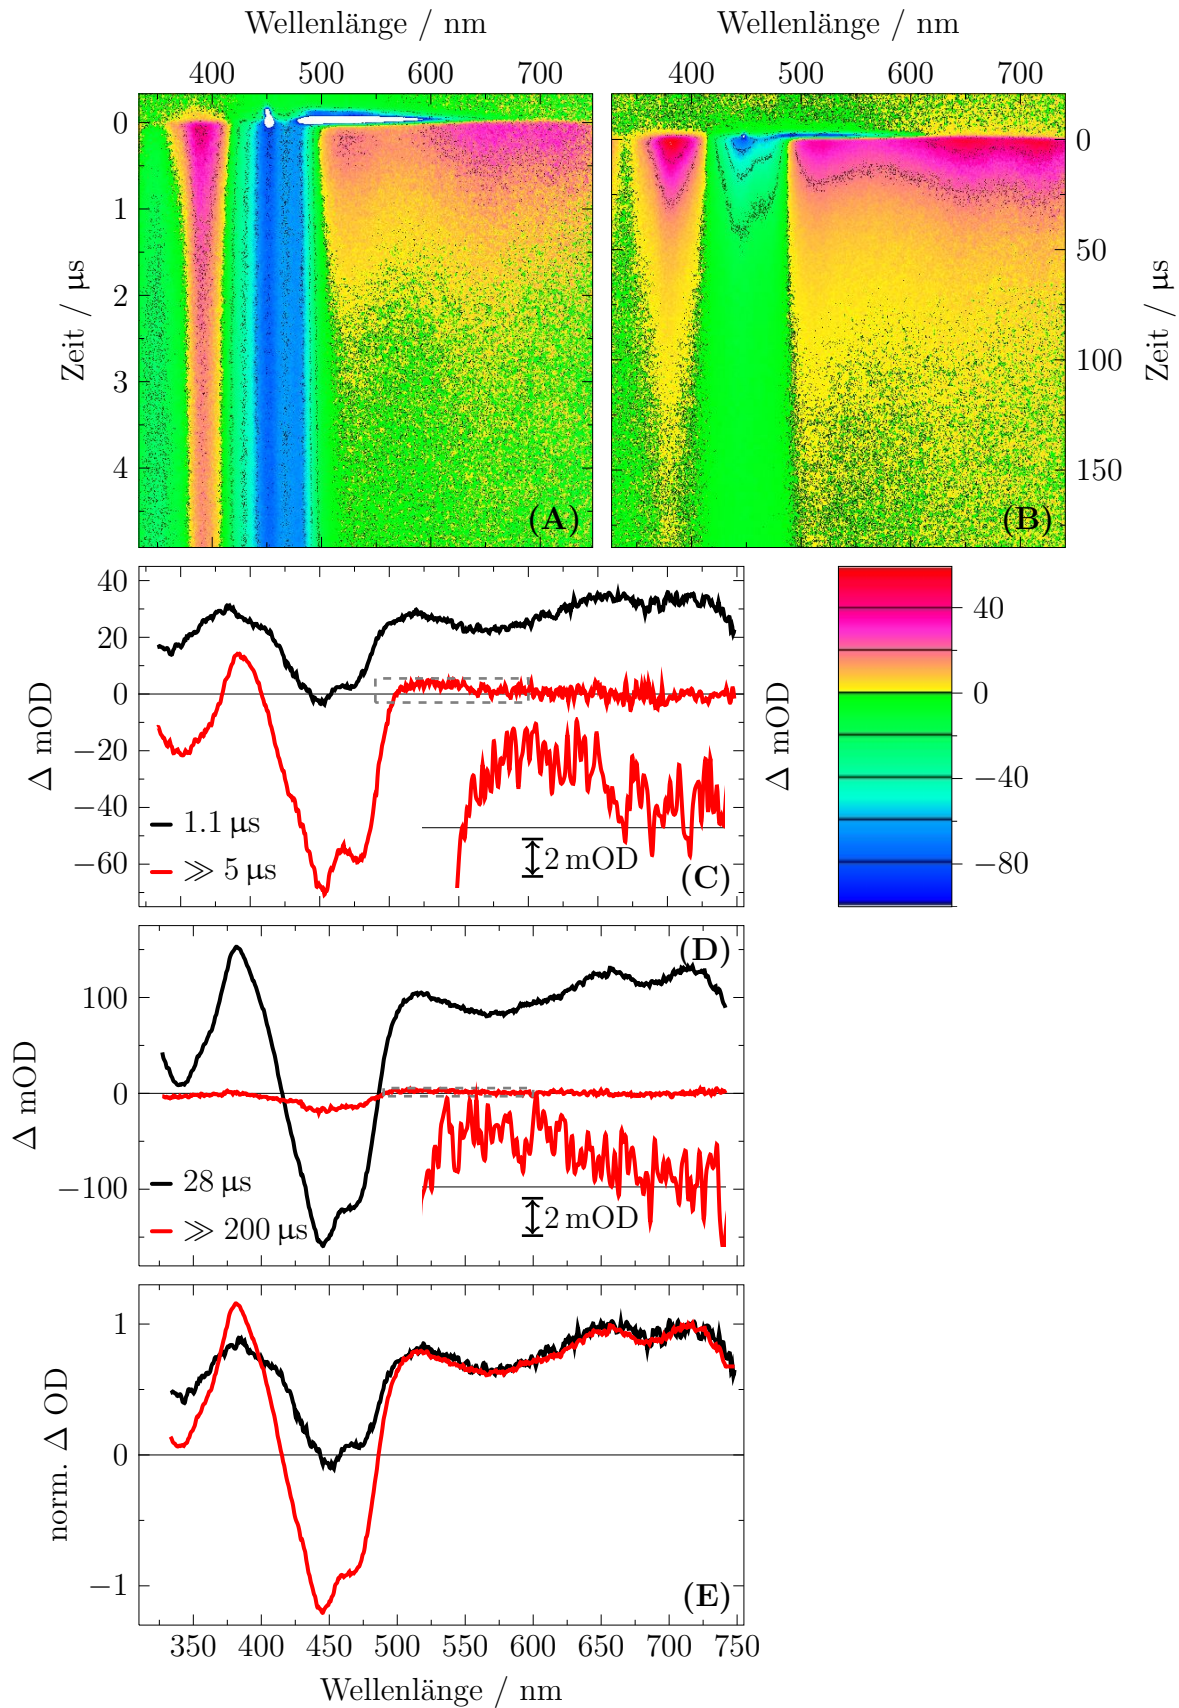 Wellenlänge / nm
Wellenlänge / nm
400 500 600 700
400 500 600 700
0
1
2
3
4
Zeit / µs
(A)
0
50
100
150
Zeit / µs
(B)
40
20
0
−20
−40
−60
Δ mOD
1.1 µs
≫ 5 µs
2 mOD
(C)
40
0
−40
−80
Δ mOD
100
0
−100
Δ mOD
28 µs
≫ 200 µs
2 mOD
(D)
1
0
−1
norm. Δ OD
(E)
350 400 450 500 550 600 650 700 750
Wellenlänge / nm